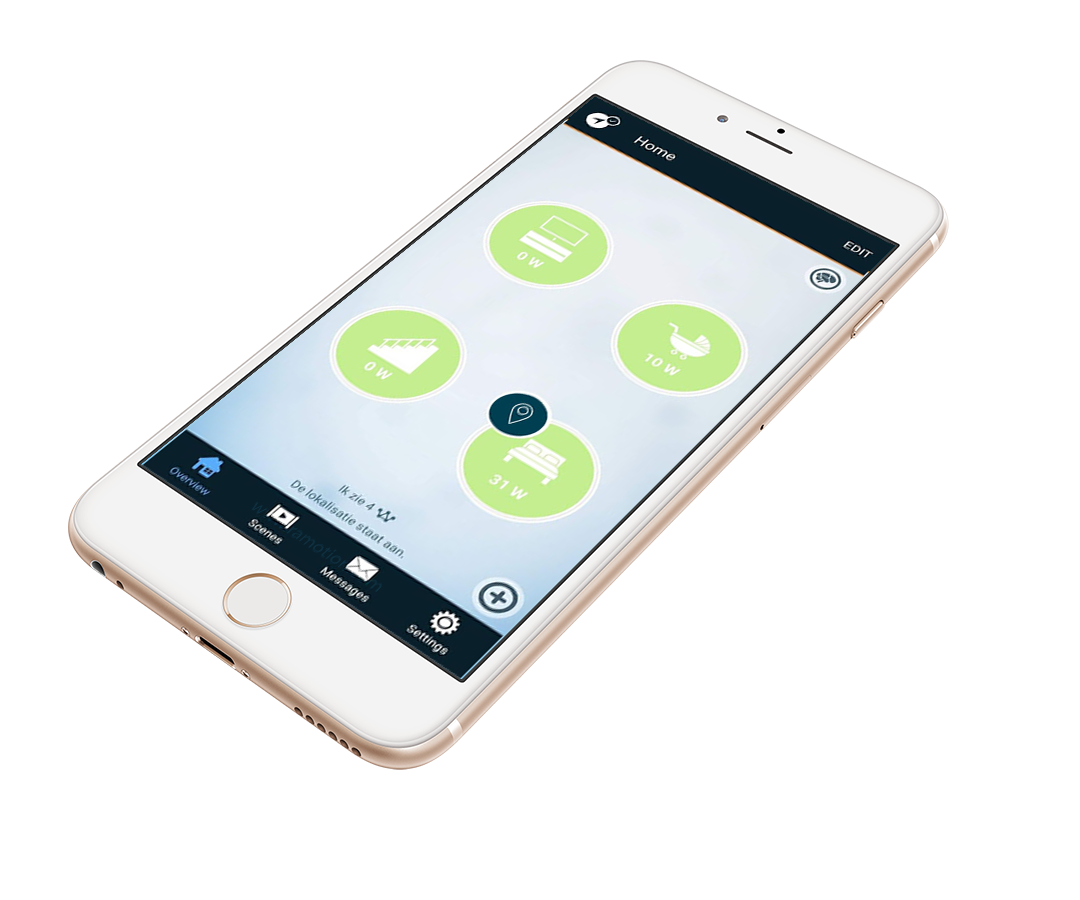 Home
EDIT
0 W
10 W
0 W
31 W
Ik zie 4
De lokalisatie staat aan.
Overview
Scenes
Messages
Settings